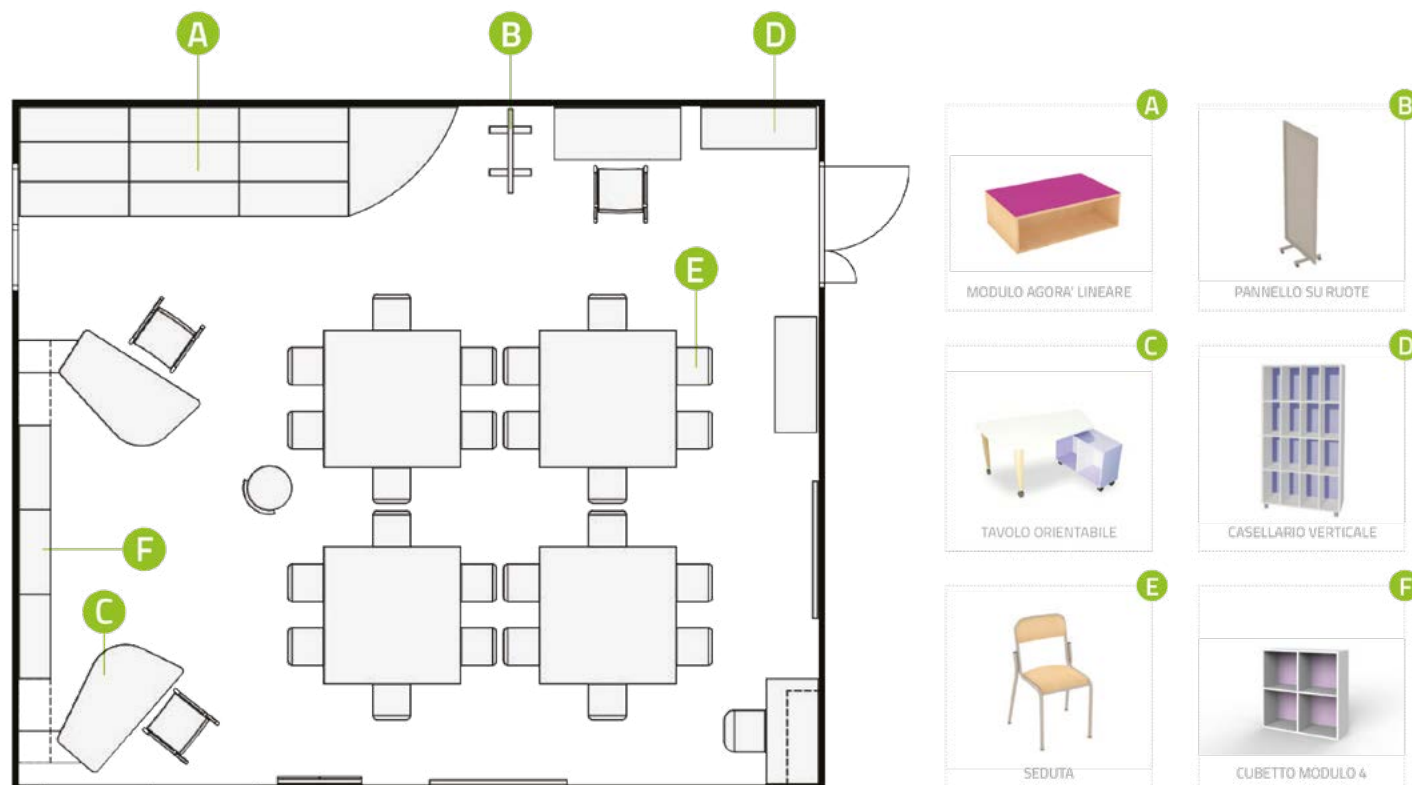 A
B
D
E
F
C
A
MODULO AGORA' LINEARE
B
PANNELLO SU RUOTE
C
TAVOLO ORIENTABILE
D
CASELLARIO VERTICALE
E
SEDUTA
F
CUBETTO MODULO 4